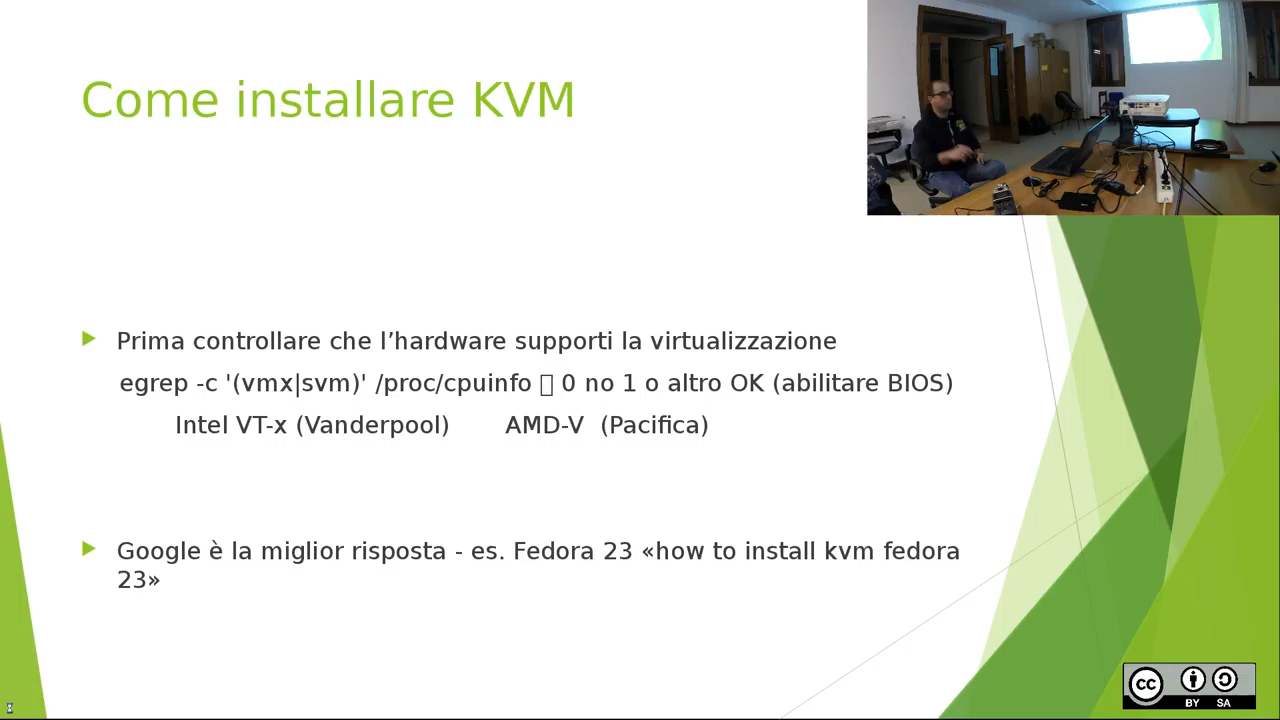 Come installare KVM
Prima controllare che l’hardware supporti la virtualizzazione
egrep -c '(vmx|svm)' /proc/cpuinfo  0 no 1 o altro OK (abilitare BIOS)
Intel VT-x (Vanderpool) AMD-V (Pacifica)
Google è la miglior risposta - es. Fedora 23 «how to install kvm fedora
23»
cc
BY SA